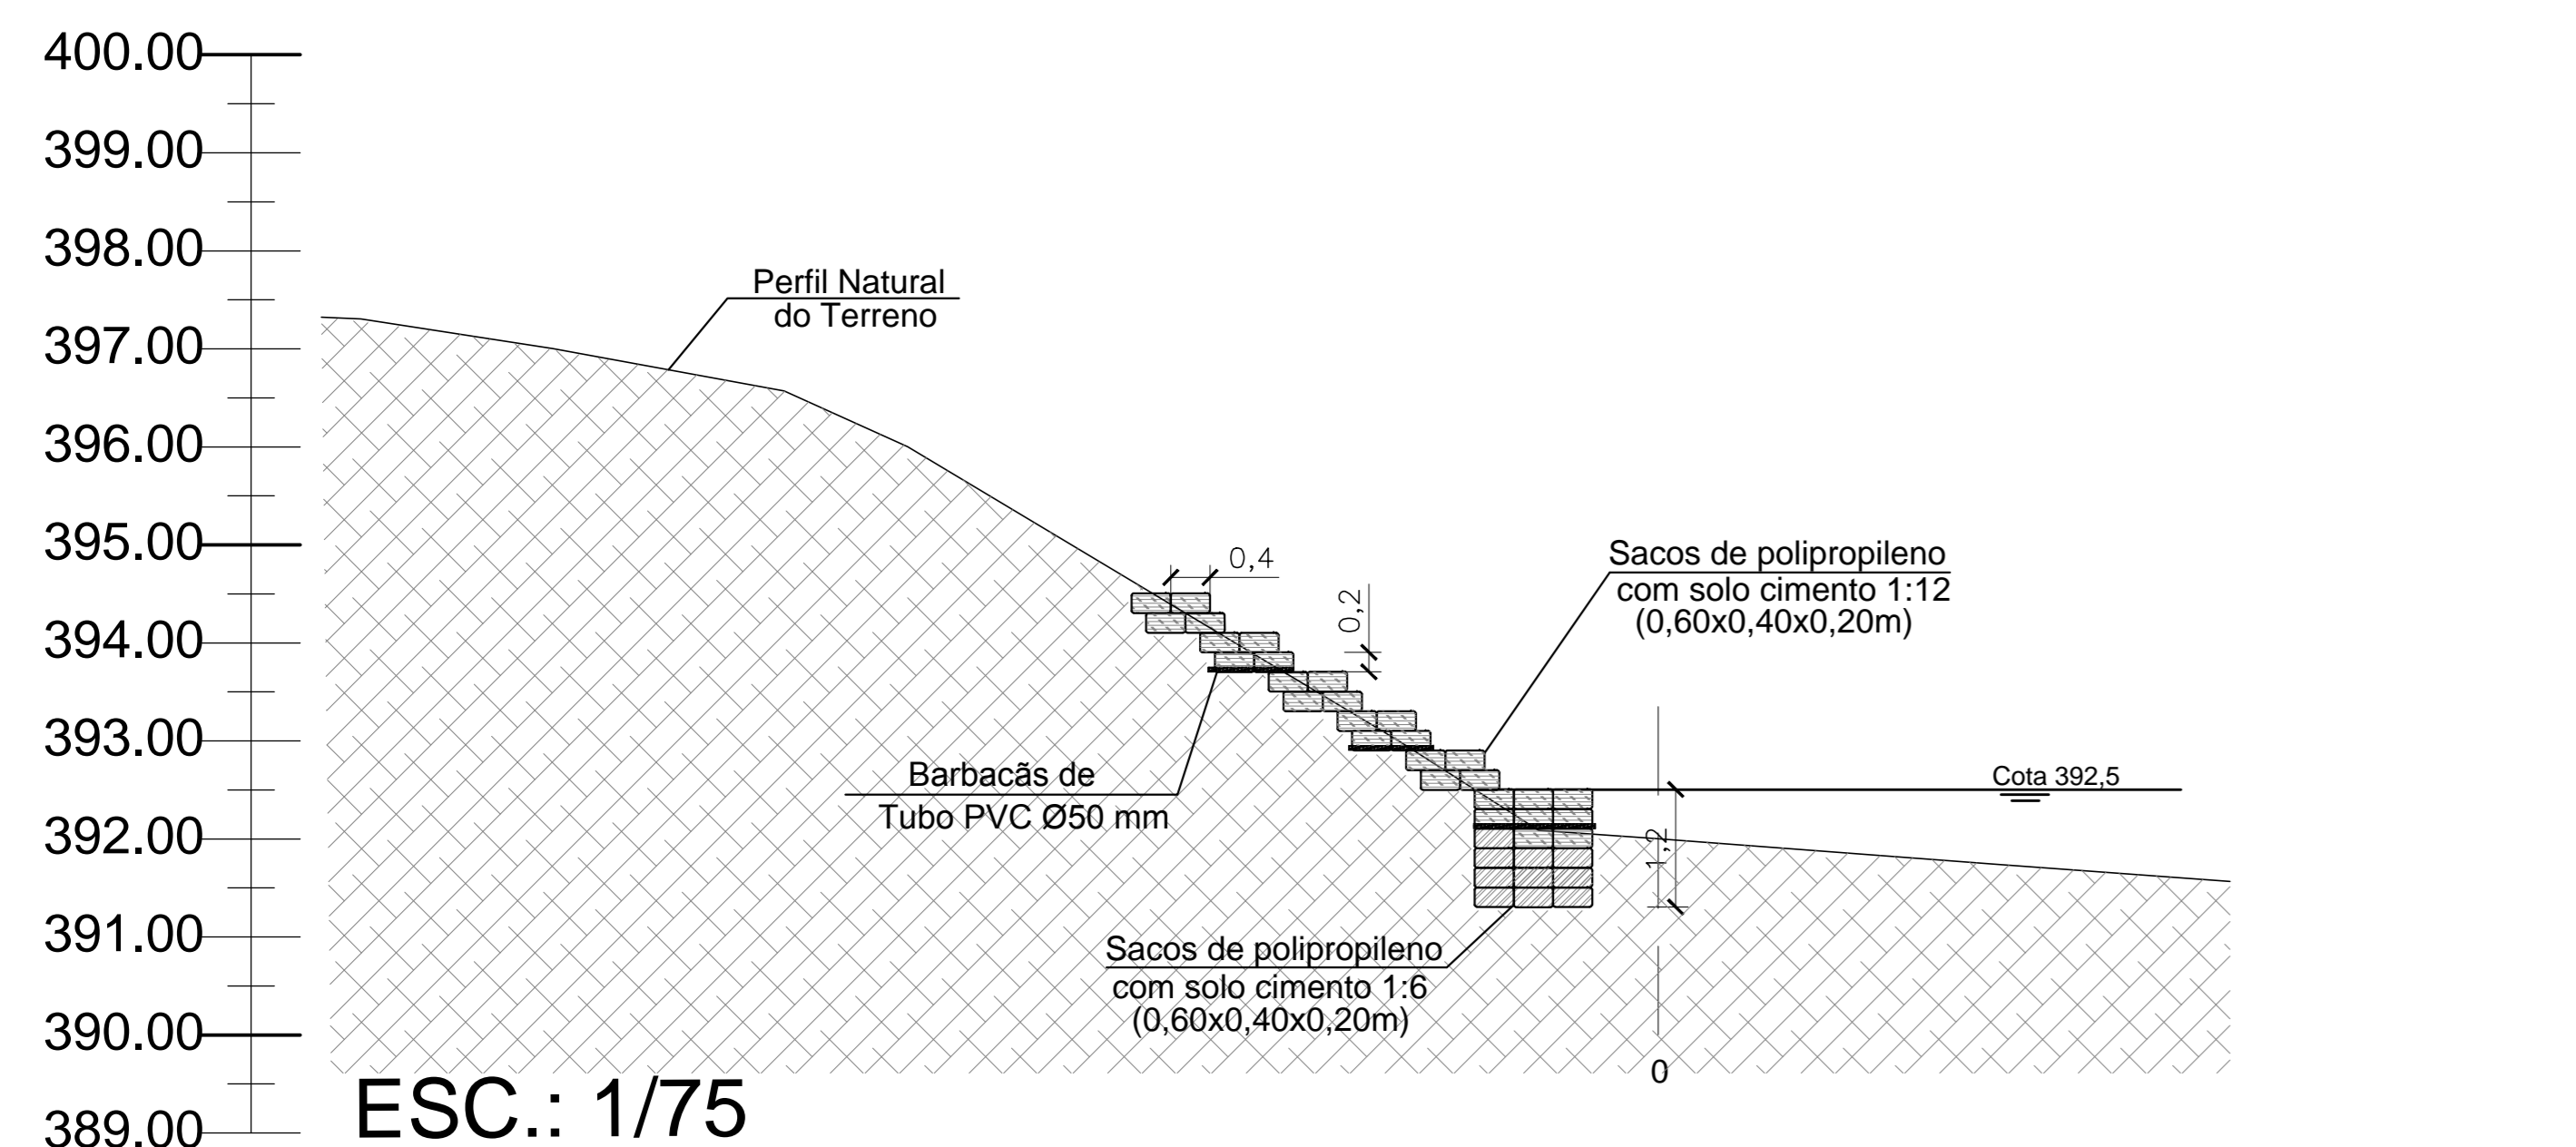 400.00
399.00
398.00
397.00
396.00
395.00
394.00
393.00
392.00
391.00
390.00
389.00
Perfil Natural
do Terreno
0,4
0,2
Sacos de polipropileno
com solo cimento 1:12
(0,60x0,40x0,20m)
Barbacãs de
Tubo PVC Ø50 mm
Cota 392,5
1,2
Sacos de polipropileno
com solo cimento 1:6
(0,60x0,40x0,20m)
0
ESC.: 1/75